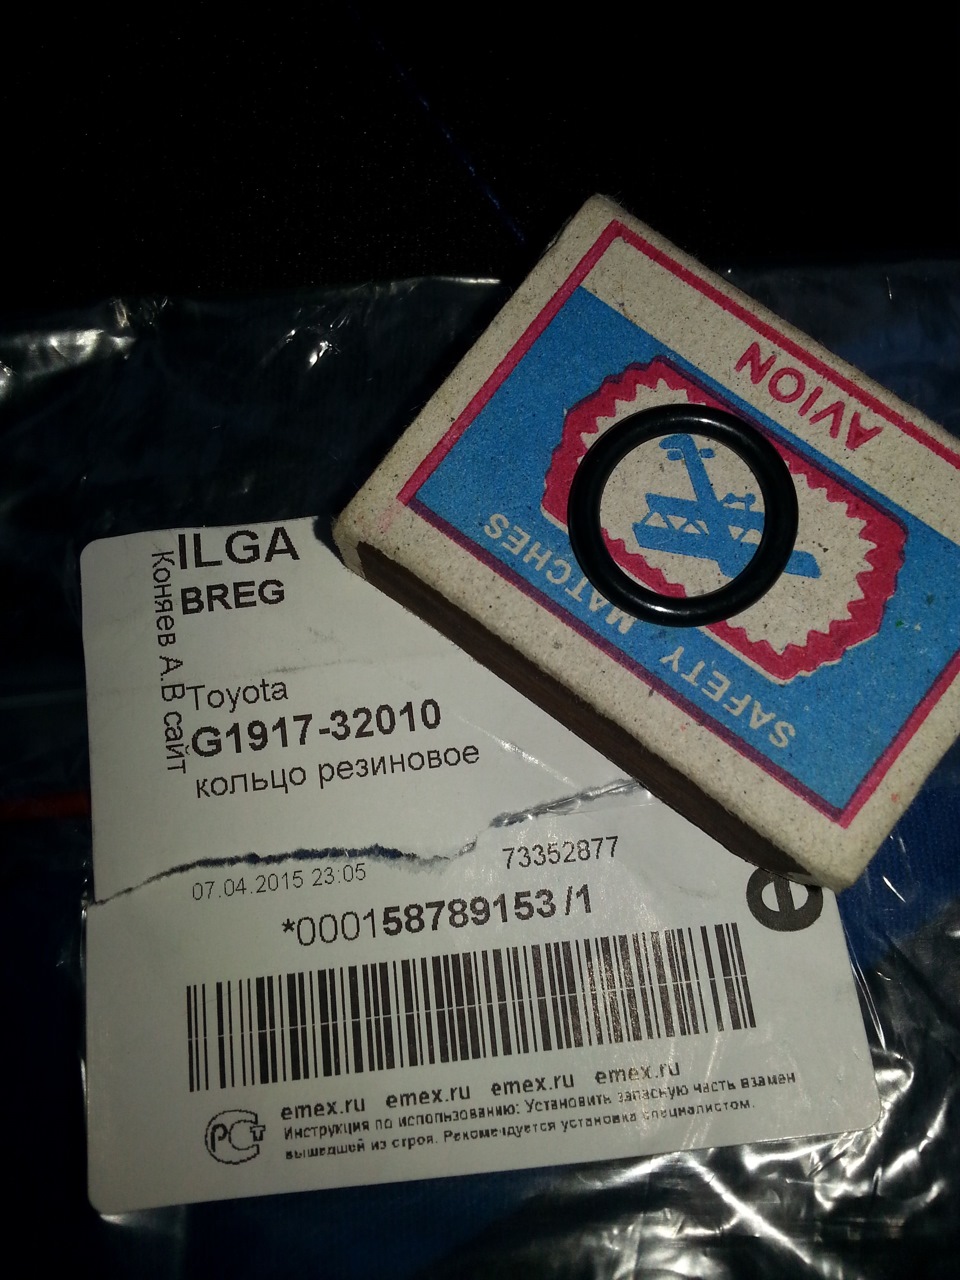 AVION
SAFETY MATCHES
ILGA
BREG
Коняев А.В сайт
Toyota
G1917-32010
кольцо резиновое
07.04.2015 23:05
73352877
*000158789153/1
e
emex.ru emex.ru emex.ru emex.ru
РСТ
Инструкция по использованию: Установить запасную часть взамен
вышедшей из строя. Рекомендуется установка специалистом.